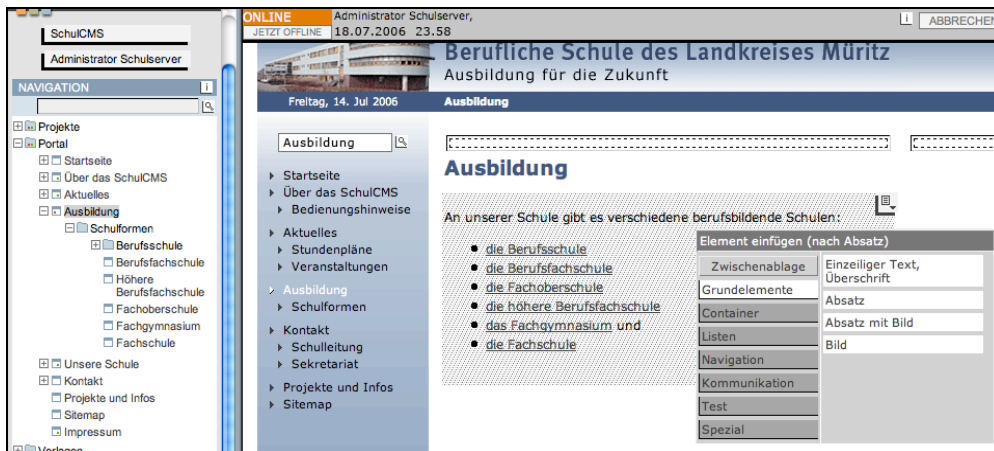 SchulCMS
Administrator Schulserver
NAVIGATION
Projekte
Portal
Startseite
Über das SchulCMS
Aktuelles
Ausbildung
Schulformen
Berufsschule
Berufsfachschule
Höhere
Berufsfachschule
Fachoberschule
Fachgymnasium
Fachschule
Unsere Schule
Kontakt
Projekte und Infos
Sitemap
Impressum
Vorlagen
ONLINE
JETZT OFFLINE
Administrator Schulserver,
18.07.2006 23.58
i ABBRECHEN
Berufliche Schule des Landkreises Müritz
Ausbildung für die Zukunft
Freitag, 14. Jul 2006
Ausbildung
Ausbildung
Startseite
Über das SchulCMS
Bedienungshinweise
Aktuelles
Stundenpläne
Veranstaltungen
Ausbildung
Schulformen
Kontakt
Schulleitung
Sekretariat
Projekte und Infos
Sitemap
Ausbildung
An unserer Schule gibt es verschiedene berufsbildende Schulen:
die Berufsschule
die Berufsfachschule
die Fachoberschule
die höhere Berufsfachschule
das Fachgymnasium und
die Fachschule
Element einfügen (nach Absatz)
Zwischenablage
Grundelemente
Container
Listen
Navigation
Kommunikation
Test
Spezial
Einzeiliger Text,
Überschrift
Absatz
Absatz mit Bild
Bild